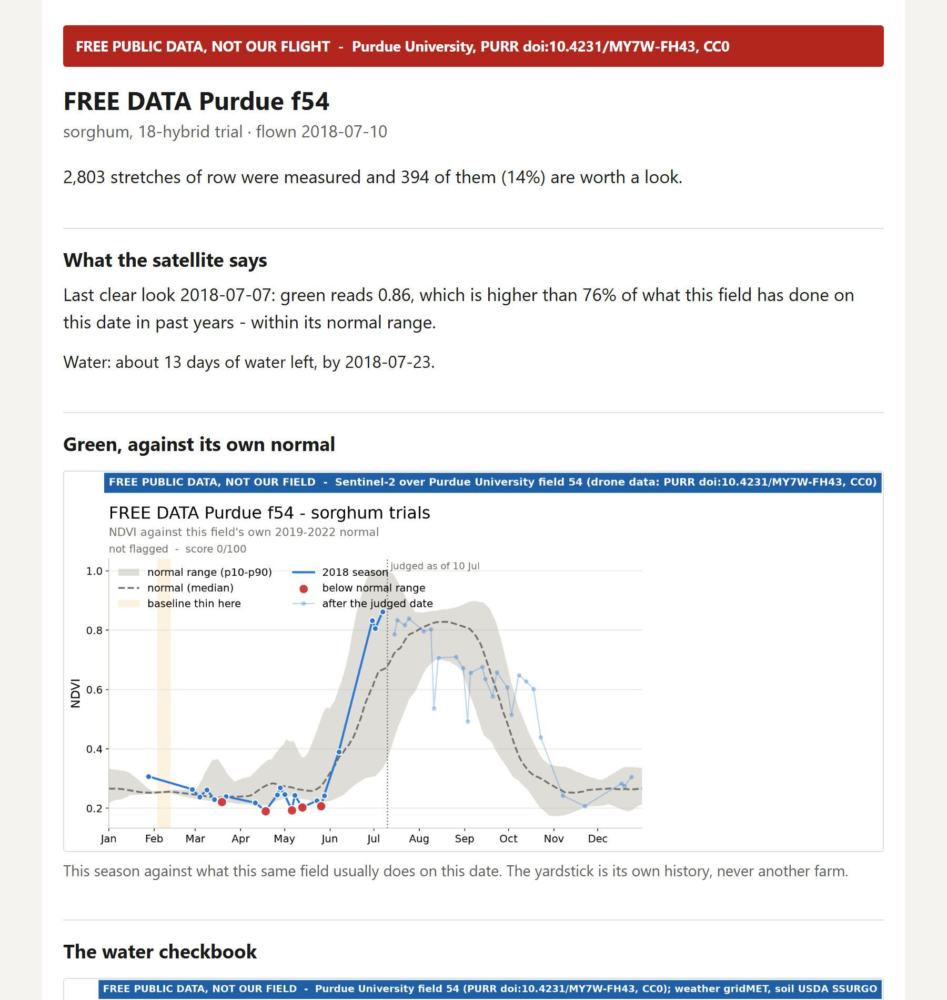 FREE PUBLIC DATA, NOT OUR FLIGHT - Purdue University, PURR doi:10.4231/MY7W-FH43, CC0
FREE DATA Purdue f54
sorghum, 18-hybrid trial · flown 2018-07-10
2,803 stretches of row were measured and 394 of them (14%) are worth a look.
What the satellite says
Last clear look 2018-07-07: green reads 0.86, which is higher than 76% of what this field has done on
this date in past years - within its normal range.
Water: about 13 days of water left, by 2018-07-23.
Green, against its own normal
FREE PUBLIC DATA, NOT OUR FIELD - Sentinel-2 over Purdue University field 54 (drone data: PURR doi:10.4231/MY7W-FH43, CC0)
FREE DATA Purdue f54 - sorghum trials
NDVI against this field's own 2019-2022 normal
not flagged - score 0/100
judged as of 10 Jul
normal range (p10-p90)
normal (median)
baseline thin here
2018 season
below normal range
after the judged date
NDVI
1.0
0.8
0.6
0.4
0.2
Jan Feb Mar Apr May Jun Jul Aug Sep Oct Nov Dec
This season against what this same field usually does on this date. The yardstick is its own history, never another farm.
The water checkbook
FREE PUBLIC DATA, NOT OUR FIELD - Purdue University field 54 (PURR doi:10.4231/MY7W-FH43, CC0); weather gridMET, soil USDA SSURGO